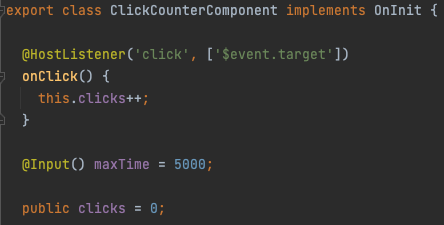 export class ClickCounterComponent implements OnInit {
@HostListener('click', ['$event.target'])
onClick() {
this.clicks++;
}
@Input() maxTime = 5000;
public clicks = 0;